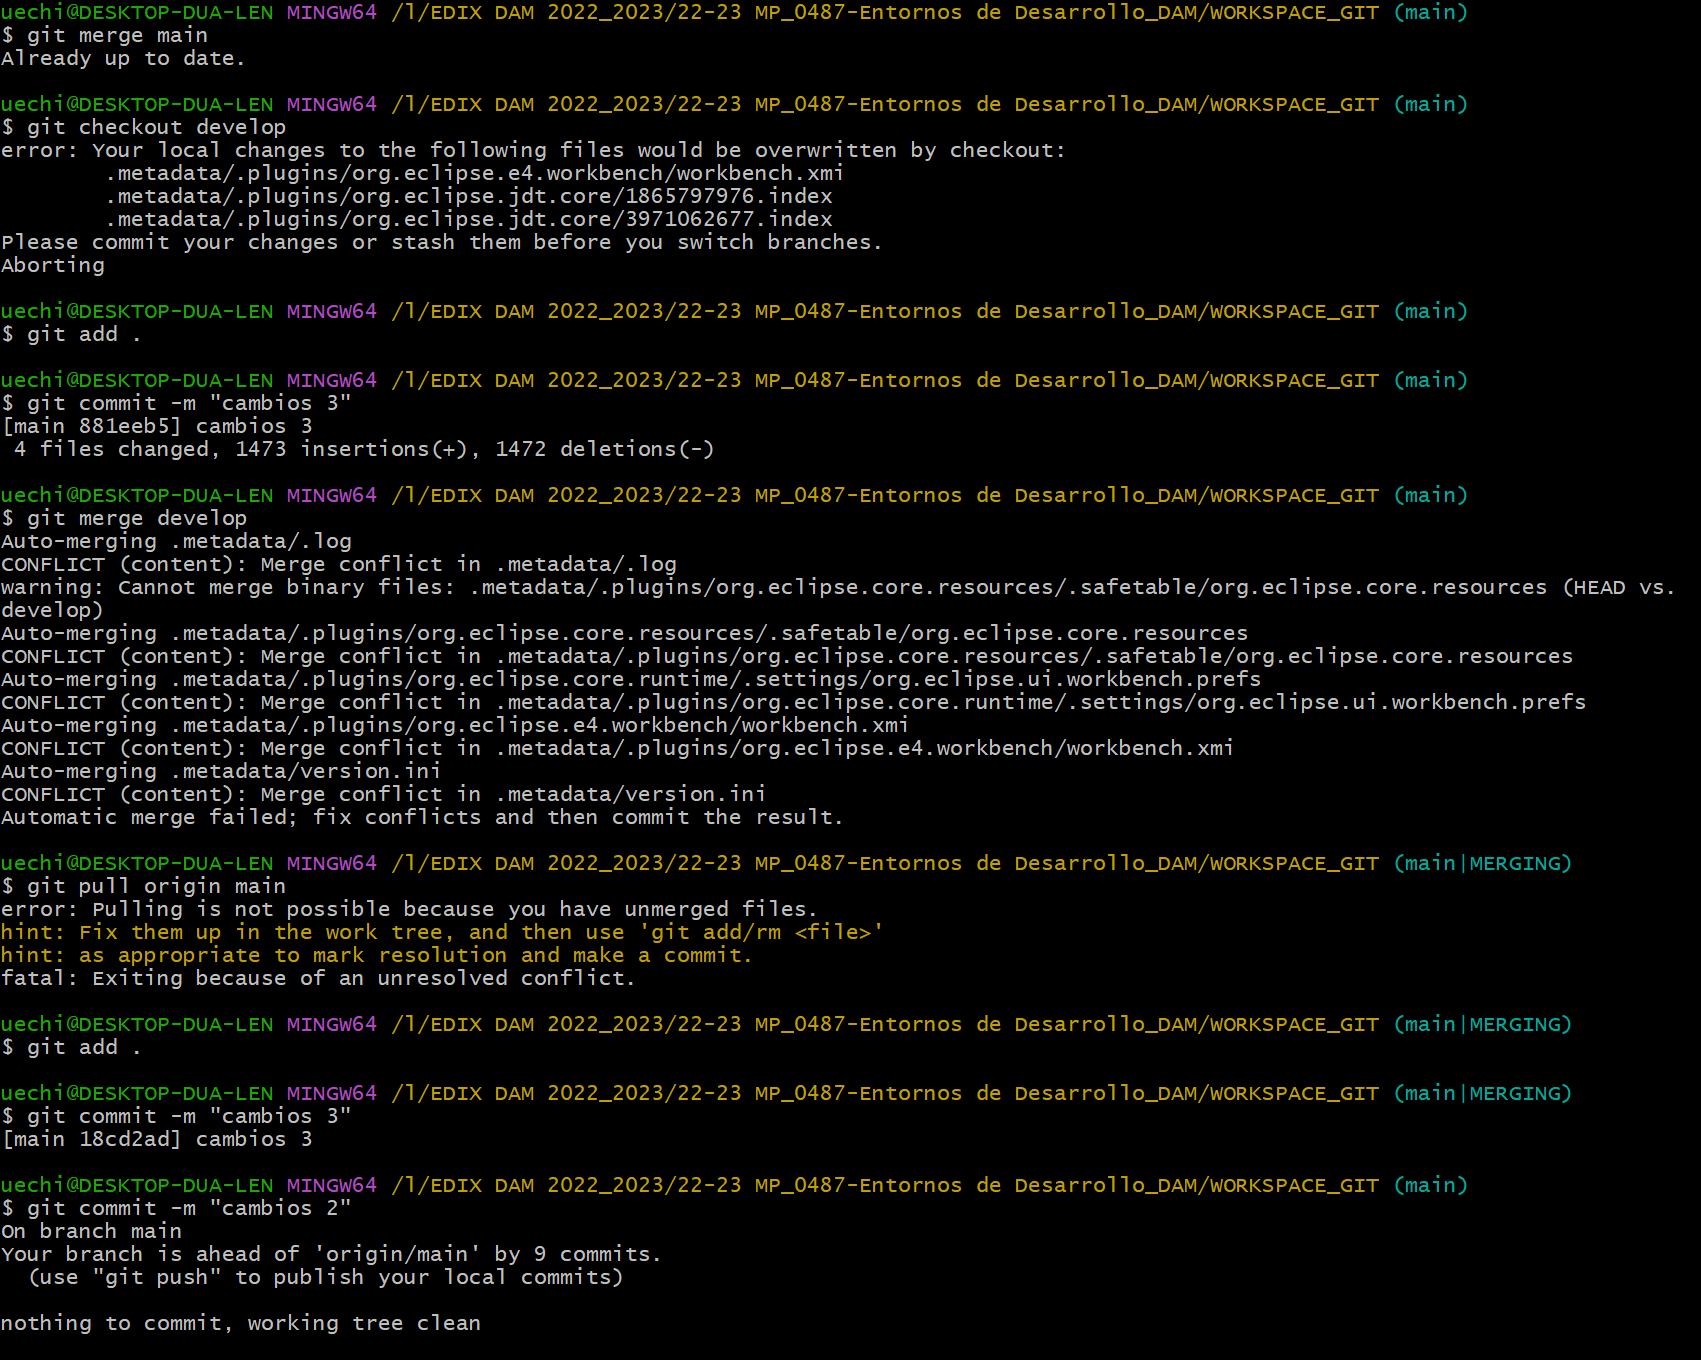 uechi@DESKTOP-DUA-LEN MINGW64 /l/EDIX DAM 2022_2023/22-23 MP_0487-Entornos de Desarrollo_DAM/WORKSPACE_GIT (main)
$ git merge main
Already up to date.

uechi@DESKTOP-DUA-LEN MINGW64 /l/EDIX DAM 2022_2023/22-23 MP_0487-Entornos de Desarrollo_DAM/WORKSPACE_GIT (main)
$ git checkout develop
error: Your local changes to the following files would be overwritten by checkout:
        .metadata/.plugins/org.eclipse.e4.workbench/workbench.xmi
        .metadata/.plugins/org.eclipse.jdt.core/1865797976.index
        .metadata/.plugins/org.eclipse.jdt.core/3971062677.index
Please commit your changes or stash them before you switch branches.
Aborting

uechi@DESKTOP-DUA-LEN MINGW64 /l/EDIX DAM 2022_2023/22-23 MP_0487-Entornos de Desarrollo_DAM/WORKSPACE_GIT (main)
$ git add .

uechi@DESKTOP-DUA-LEN MINGW64 /l/EDIX DAM 2022_2023/22-23 MP_0487-Entornos de Desarrollo_DAM/WORKSPACE_GIT (main)
$ git commit -m "cambios 3"
[main 881eeb5] cambios 3
 4 files changed, 1473 insertions(+), 1472 deletions(-)

uechi@DESKTOP-DUA-LEN MINGW64 /l/EDIX DAM 2022_2023/22-23 MP_0487-Entornos de Desarrollo_DAM/WORKSPACE_GIT (main)
$ git merge develop
Auto-merging .metadata/.log
CONFLICT (content): Merge conflict in .metadata/.log
warning: Cannot merge binary files: .metadata/.plugins/org.eclipse.core.resources/.safetable/org.eclipse.core.resources (HEAD vs.
develop)
Auto-merging .metadata/.plugins/org.eclipse.core.resources/.safetable/org.eclipse.core.resources
CONFLICT (content): Merge conflict in .metadata/.plugins/org.eclipse.core.resources/.safetable/org.eclipse.core.resources
Auto-merging .metadata/.plugins/org.eclipse.core.runtime/.settings/org.eclipse.ui.workbench.prefs
CONFLICT (content): Merge conflict in .metadata/.plugins/org.eclipse.core.runtime/.settings/org.eclipse.ui.workbench.prefs
Auto-merging .metadata/.plugins/org.eclipse.e4.workbench/workbench.xmi
CONFLICT (content): Merge conflict in .metadata/.plugins/org.eclipse.e4.workbench/workbench.xmi
Auto-merging .metadata/version.ini
CONFLICT (content): Merge conflict in .metadata/version.ini
Automatic merge failed; fix conflicts and then commit the result.

uechi@DESKTOP-DUA-LEN MINGW64 /l/EDIX DAM 2022_2023/22-23 MP_0487-Entornos de Desarrollo_DAM/WORKSPACE_GIT (main|MERGING)
$ git pull origin main
error: Pulling is not possible because you have unmerged files.
hint: Fix them up in the work tree, and then use 'git add/rm <file>'
hint: as appropriate to mark resolution and make a commit.
fatal: Exiting because of an unresolved conflict.

uechi@DESKTOP-DUA-LEN MINGW64 /l/EDIX DAM 2022_2023/22-23 MP_0487-Entornos de Desarrollo_DAM/WORKSPACE_GIT (main|MERGING)
$ git add .

uechi@DESKTOP-DUA-LEN MINGW64 /l/EDIX DAM 2022_2023/22-23 MP_0487-Entornos de Desarrollo_DAM/WORKSPACE_GIT (main|MERGING)
$ git commit -m "cambios 3"
[main 18cd2ad] cambios 3

uechi@DESKTOP-DUA-LEN MINGW64 /l/EDIX DAM 2022_2023/22-23 MP_0487-Entornos de Desarrollo_DAM/WORKSPACE_GIT (main)
$ git commit -m "cambios 2"
On branch main
Your branch is ahead of 'origin/main' by 9 commits.
  (use "git push" to publish your local commits)

nothing to commit, working tree clean